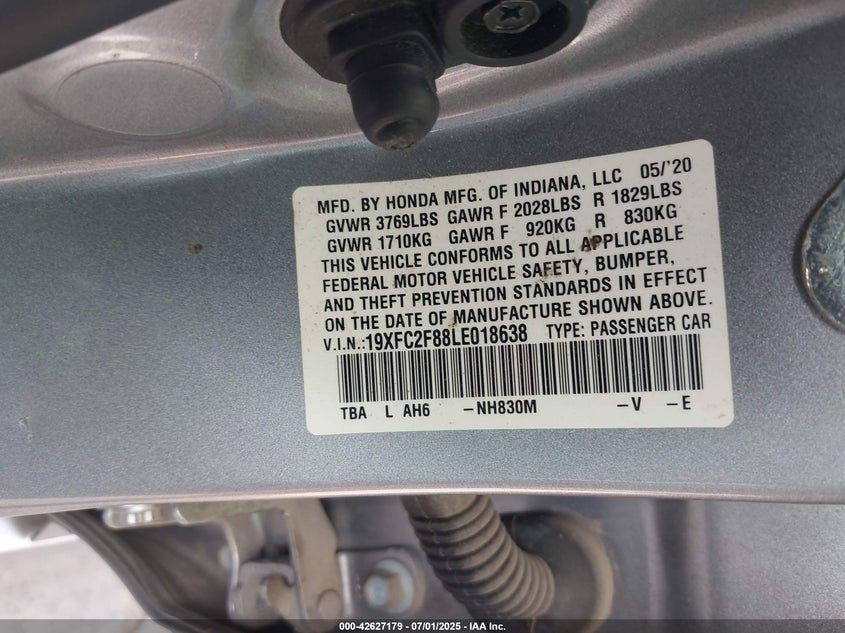 MFD. BY HONDA MFG. OF INDIANA, LLC 05/'20
GVWR 3769LBS GAWR F 2028LBS R 1829LBS
GVWR 1710KG GAWR F 920KG R 830KG
THIS VEHICLE CONFORMS TO ALL APPLICABLE
FEDERAL MOTOR VEHICLE SAFETY, BUMPER,
AND THEFT PREVENTION STANDARDS IN EFFECT
ON THE DATE OF MANUFACTURE SHOWN ABOVE.
V.I.N.:19XFC2F88LE018638 TYPE: PASSENGER CAR
TBA L AH6 –NH830M –V –E
000-42627179 - 07/01/2025 - IAA Inc.